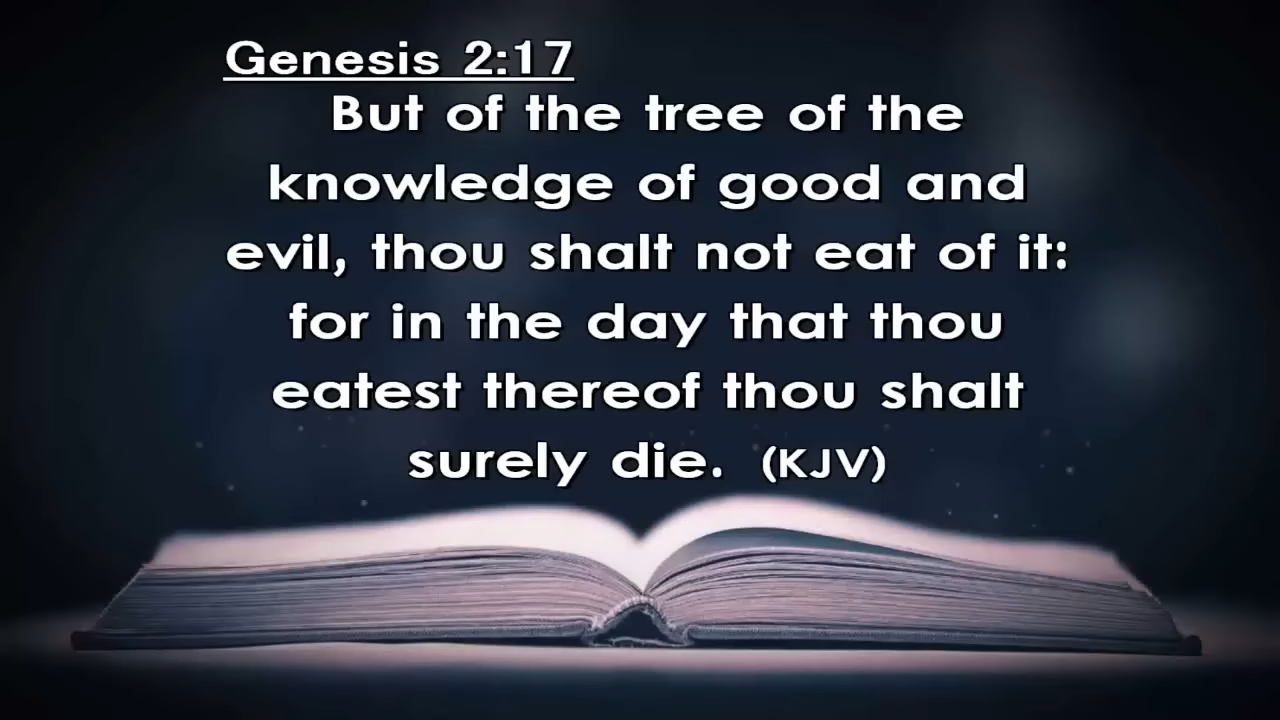 Genesis 2:17
But of the tree of the
knowledge of good and
evil, thou shalt not eat of it:
for in the day that thou
eatest thereof thou shalt
surely die. (KJV)